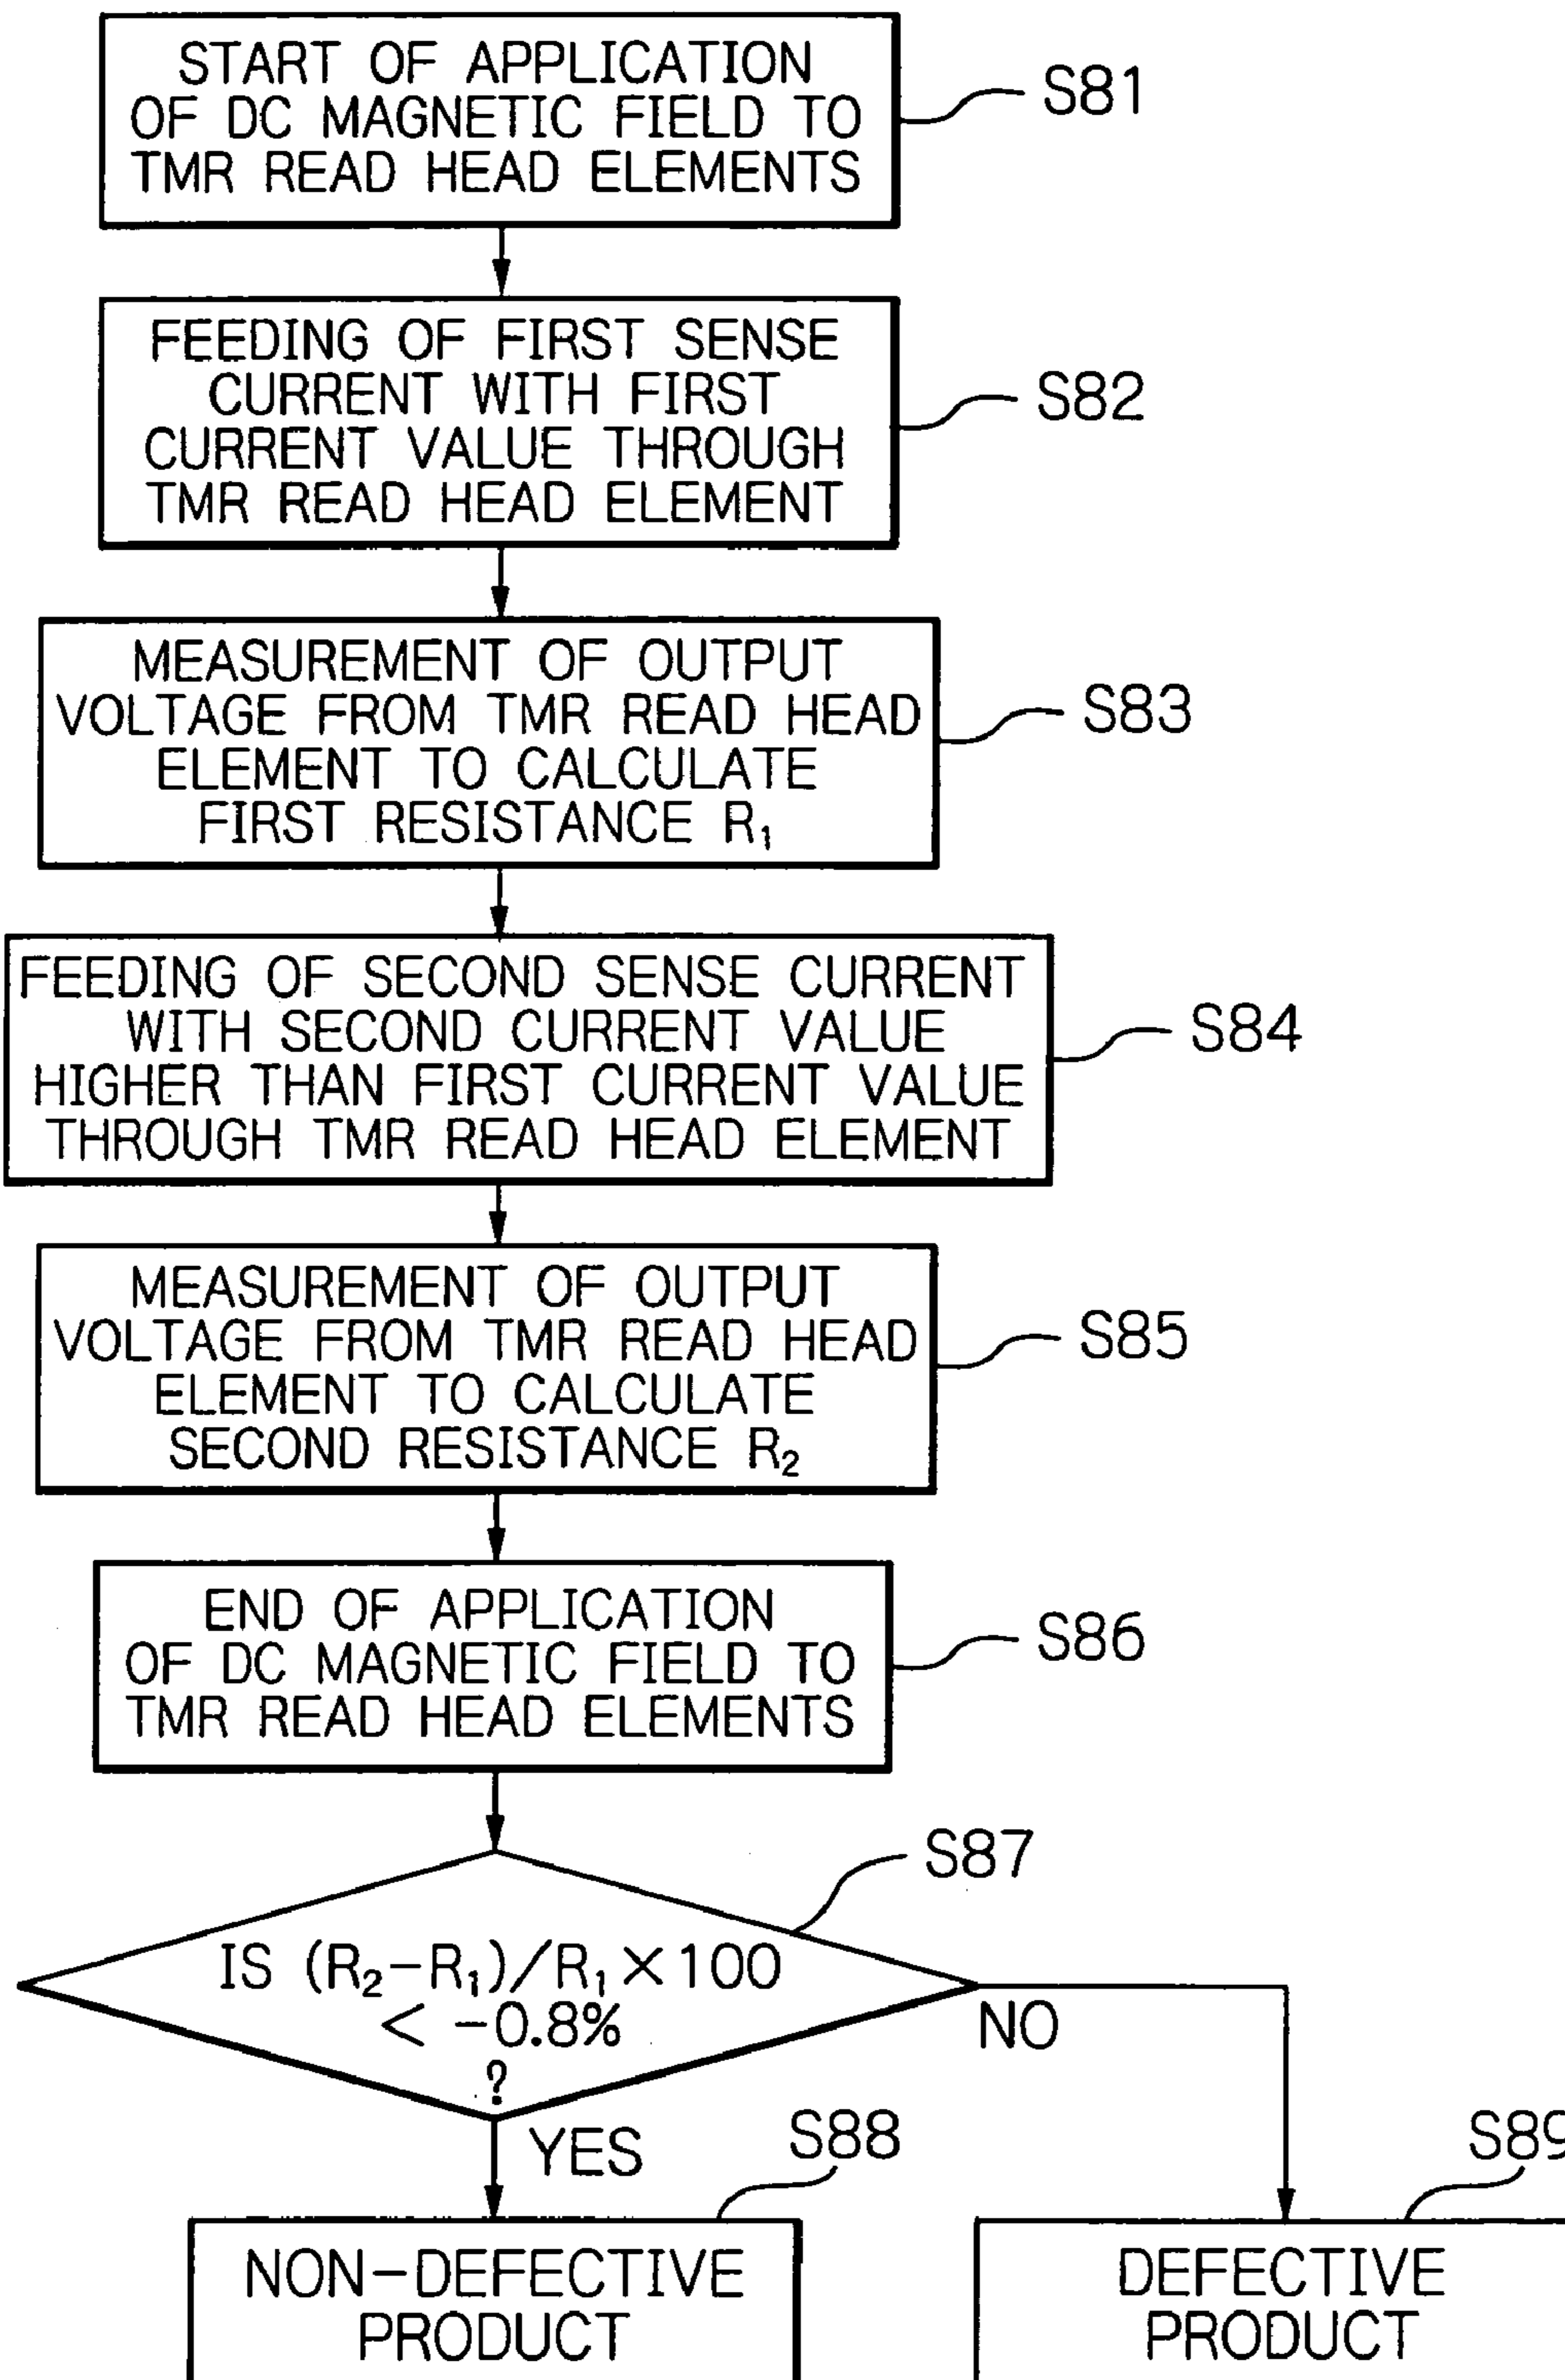 START OF APPLICATION
OF DC MAGNETIC FIELD TO
TMR READ HEAD ELEMENTS
S81
FEEDING OF FIRST SENSE
CURRENT WITH FIRST
CURRENT VALUE THROUGH
TMR READ HEAD ELEMENT
S82
MEASUREMENT OF OUTPUT
VOLTAGE FROM TMR READ HEAD
ELEMENT TO CALCULATE
FIRST RESISTANCE R₁
S83
FEEDING OF SECOND SENSE CURRENT
WITH SECOND CURRENT VALUE
HIGHER THAN FIRST CURRENT VALUE
THROUGH TMR READ HEAD ELEMENT
S84
MEASUREMENT OF OUTPUT
VOLTAGE FROM TMR READ HEAD
ELEMENT TO CALCULATE
SECOND RESISTANCE R₂
S85
END OF APPLICATION
OF DC MAGNETIC FIELD TO
TMR READ HEAD ELEMENTS
S86
S87
IS (R₂−R₁)/R₁×100
< −0.8%
?
NO
YES
S88
S89
NON-DEFECTIVE
PRODUCT
DEFECTIVE
PRODUCT